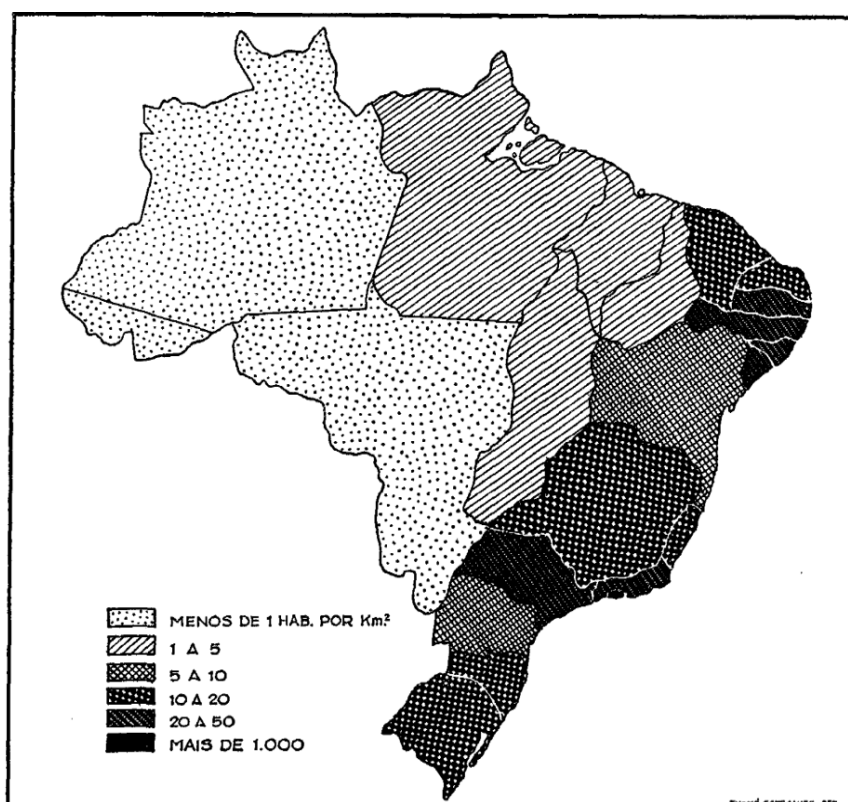 MENOS DE 1 HAB. POR Km²
1 A 5
5 A 10
10 A 20
20 A 50
MAIS DE 1.000